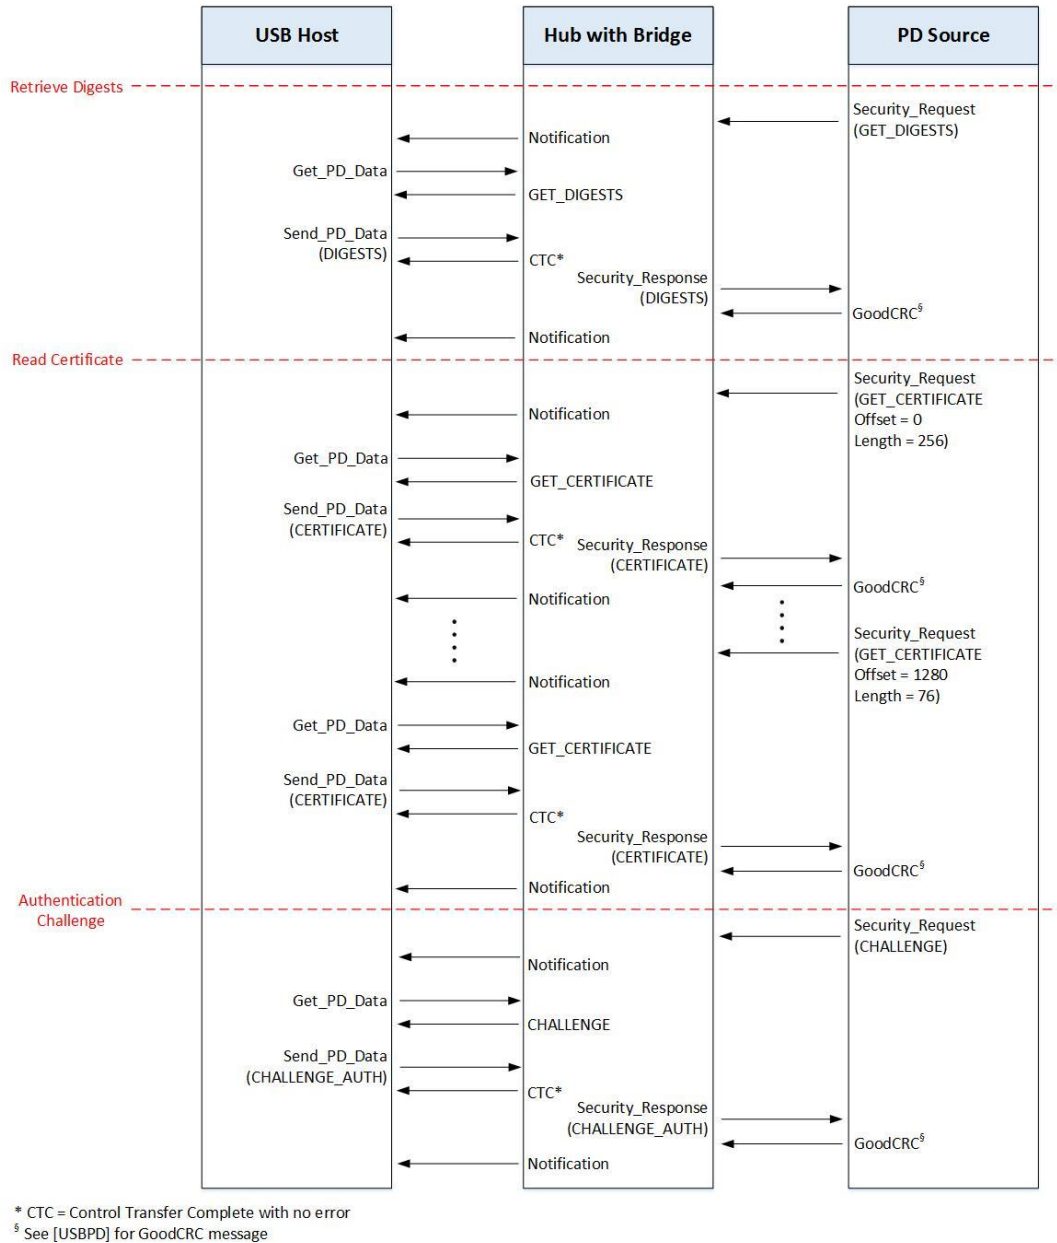 USB Host
Hub with Bridge
PD Source
Retrieve Digests
Security_Request
(GET_DIGESTS)
Notification
Get_PD_Data
GET_DIGESTS
Send_PD_Data
(DIGESTS)
CTC*
Security_Response
(DIGESTS)
GoodCRC§
Notification
Read Certificate
Security_Request
(GET_CERTIFICATE
Offset = 0
Length = 256)
Notification
Get_PD_Data
GET_CERTIFICATE
Send_PD_Data
(CERTIFICATE)
CTC*
Security_Response
(CERTIFICATE)
GoodCRC§
Notification
Security_Request
(GET_CERTIFICATE
Offset = 1280
Length = 76)
Notification
Get_PD_Data
GET_CERTIFICATE
Send_PD_Data
(CERTIFICATE)
CTC*
Security_Response
(CERTIFICATE)
GoodCRC§
Notification
Authentication
Challenge
Security_Request
(CHALLENGE)
Notification
Get_PD_Data
CHALLENGE
Send_PD_Data
(CHALLENGE_AUTH)
CTC*
Security_Response
(CHALLENGE_AUTH)
GoodCRC§
Notification
* CTC = Control Transfer Complete with no error
§ See [USBPD] for GoodCRC message